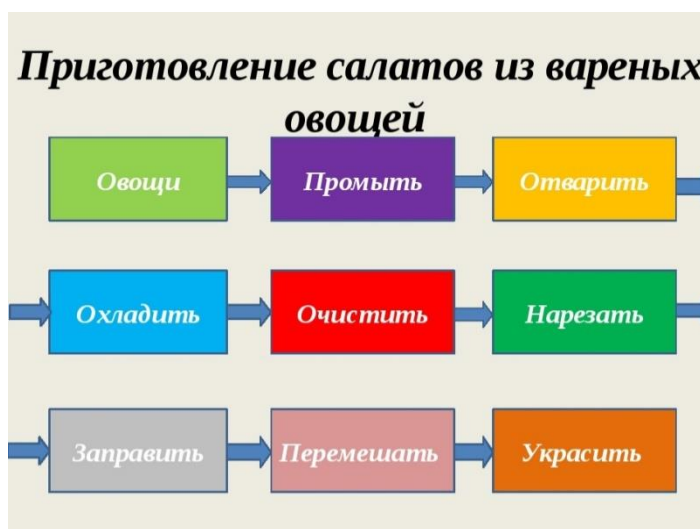 Приготовление салатов из вареных
овощей
Овощи
Промыть
Отварить
Охладить
Очистить
Нарезать
Заправить
Перемешать
Украсить